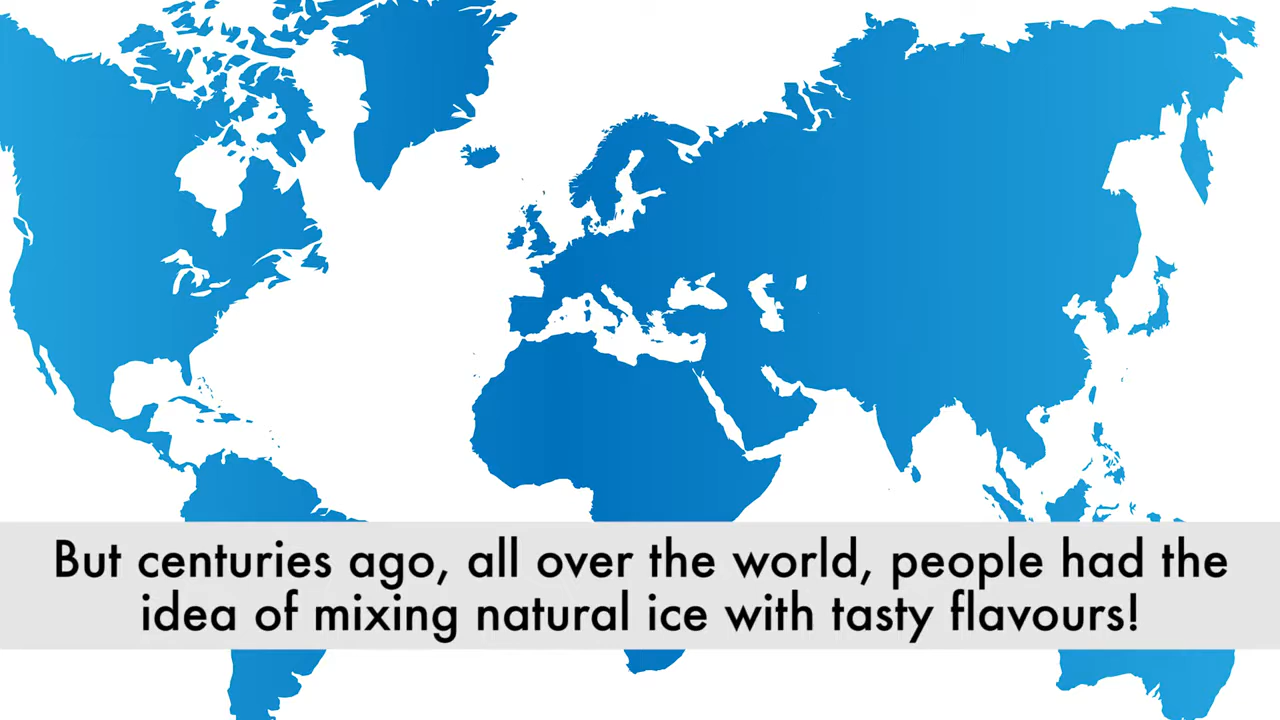 But centuries ago, all over the world, people had the
idea of mixing natural ice with tasty flavours!